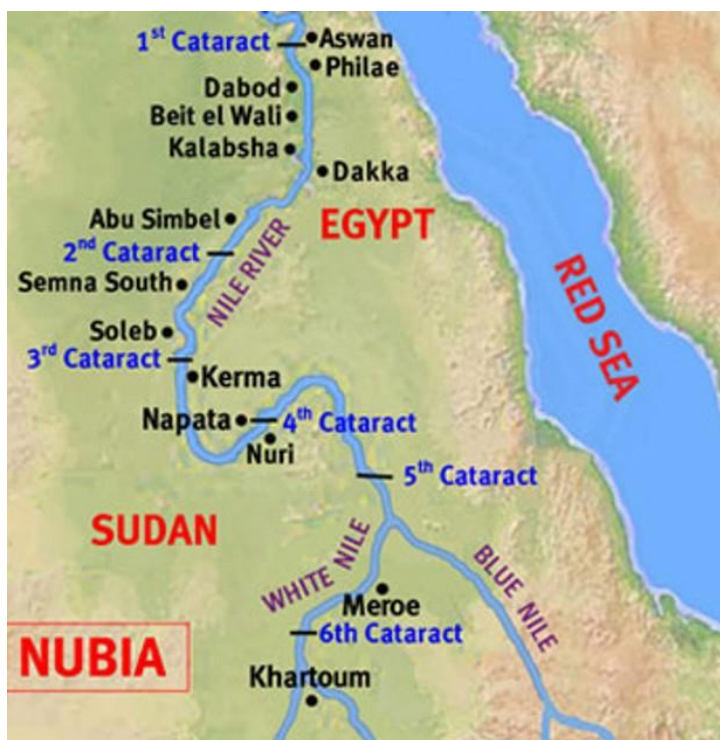 1st Cataract
Aswan
Philae
Dabod
Beit el Wali
Kalabsha
Dakka
Abu Simbel
EGYPT
2nd Cataract
NILE RIVER
Semna South
RED SEA
Soleb
3rd Cataract
Kerma
Napata
4th Cataract
Nuri
5th Cataract
SUDAN
WHITE NILE
BLUE NILE
Meroe
6th Cataract
NUBIA
Khartoum